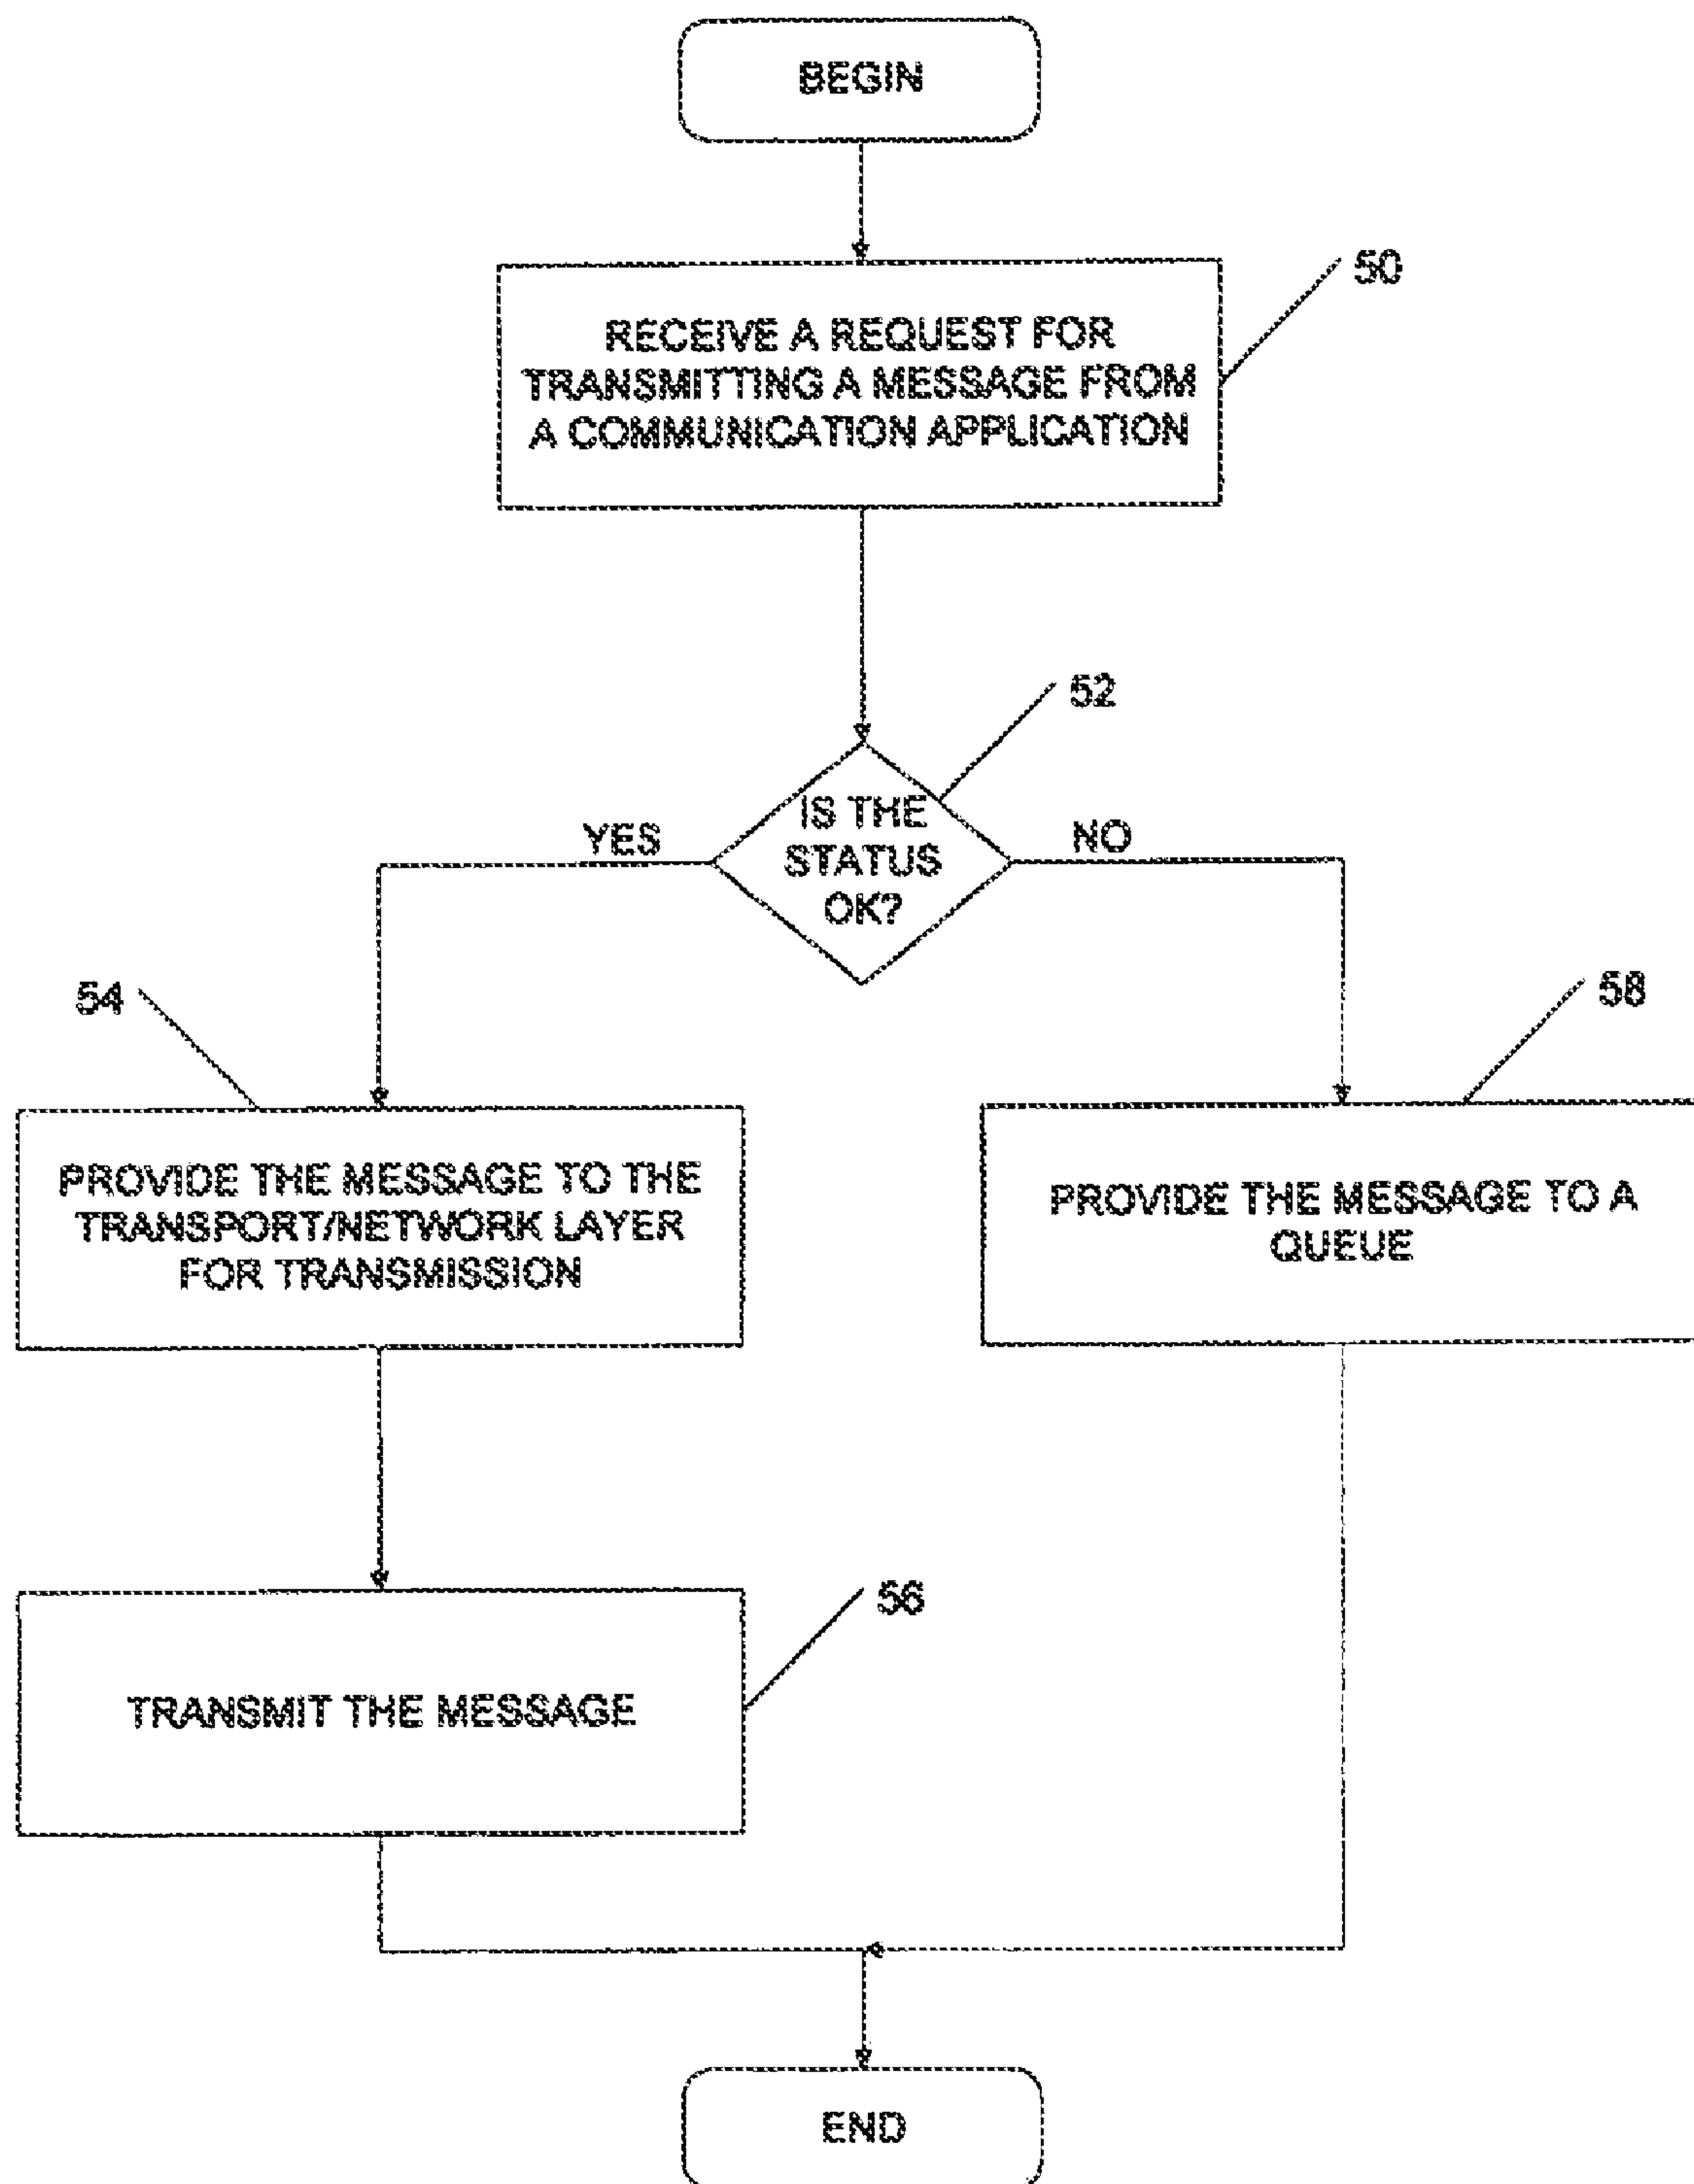 BEGIN
50
RECEIVE A REQUEST FOR
TRANSMITTING A MESSAGE FROM
A COMMUNICATION APPLICATION
52
IS THE
STATUS
OK?
YES
NO
54
58
PROVIDE THE MESSAGE TO THE
TRANSPORT/NETWORK LAYER
FOR TRANSMISSION
PROVIDE THE MESSAGE TO A
QUEUE
56
TRANSMIT THE MESSAGE
END